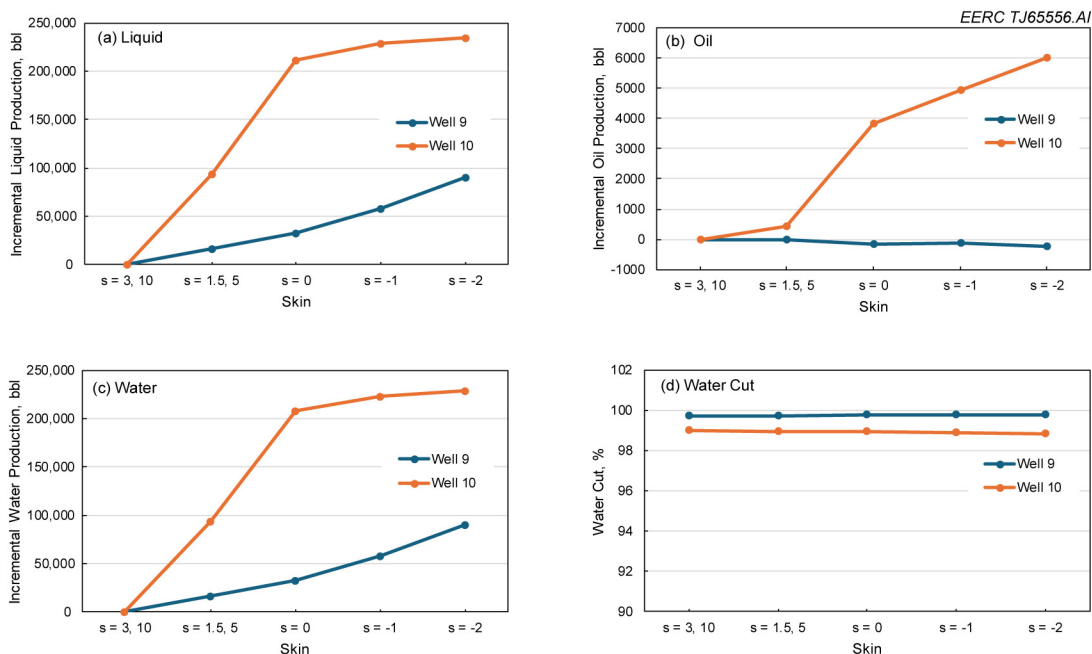 EERC TJ65556.AI
(a) Liquid
Incremental Liquid Production, bbl
250,000
200,000
150,000
100,000
50,000
0
Well 9
Well 10
s = 3, 10
s = 1.5, 5
s = 0
s = -1
s = -2
Skin
(b) Oil
Incremental Oil Production, bbl
7000
6000
5000
4000
3000
2000
1000
0
-1000
Well 9
Well 10
s = 3, 10
s = 1.5, 5
s = 0
s = -1
s = -2
Skin
(c) Water
Incremental Water Production, bbl
250,000
200,000
150,000
100,000
50,000
0
Well 9
Well 10
s = 3, 10
s = 1.5, 5
s = 0
s = -1
s = -2
Skin
(d) Water Cut
Water Cut, %
102
100
98
96
94
92
90
Well 9
Well 10
s = 3, 10
s = 1.5, 5
s = 0
s = -1
s = -2
Skin